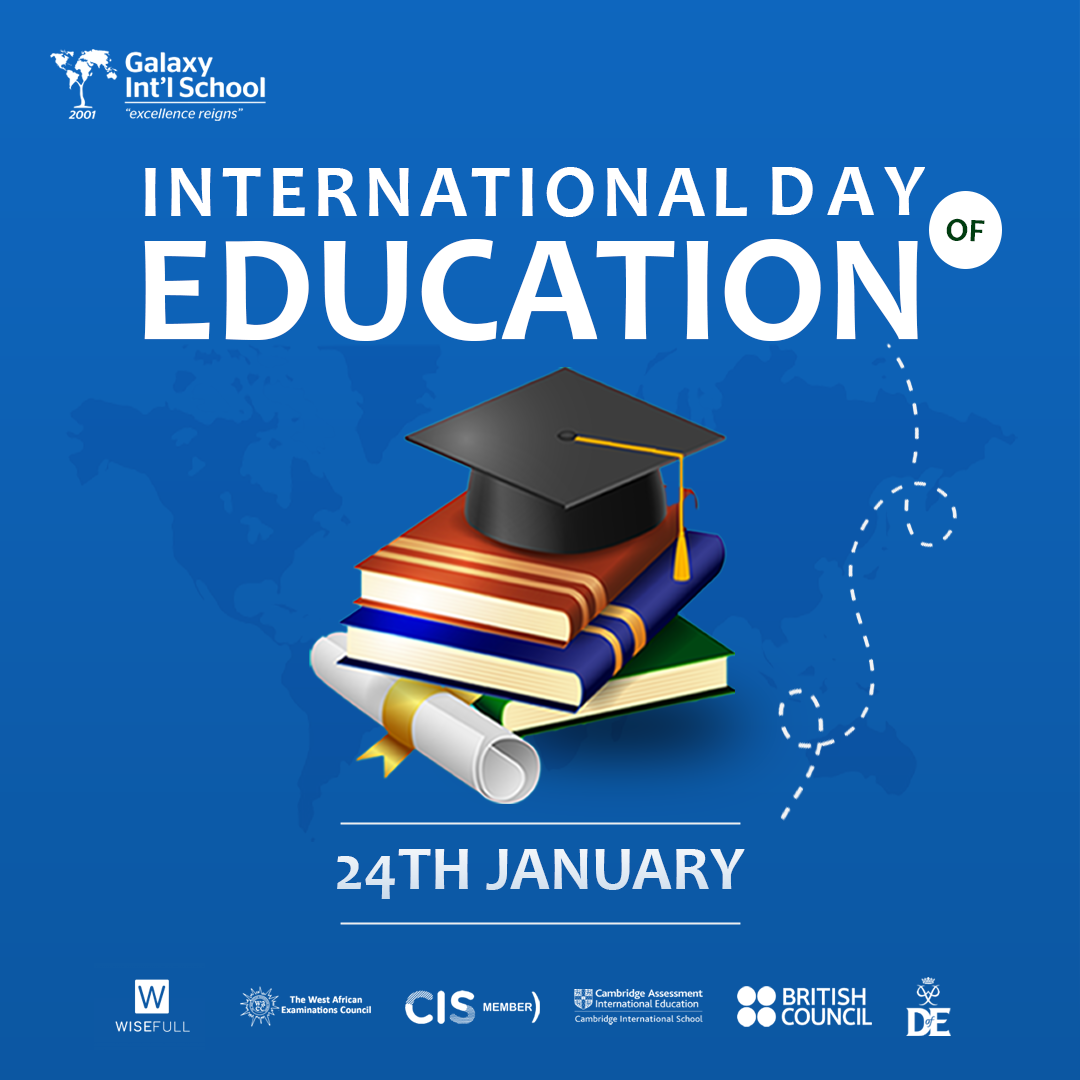 Galaxy
Int'l School
2001
"excellence reigns"
INTERNATIONAL DAY
OF
EDUCATION
24TH JANUARY
W
WISEFULL
The West African
Examinations Council
CIS MEMBER)
Cambridge Assessment
International Education
Cambridge International School
BRITISH
COUNCIL
DofE